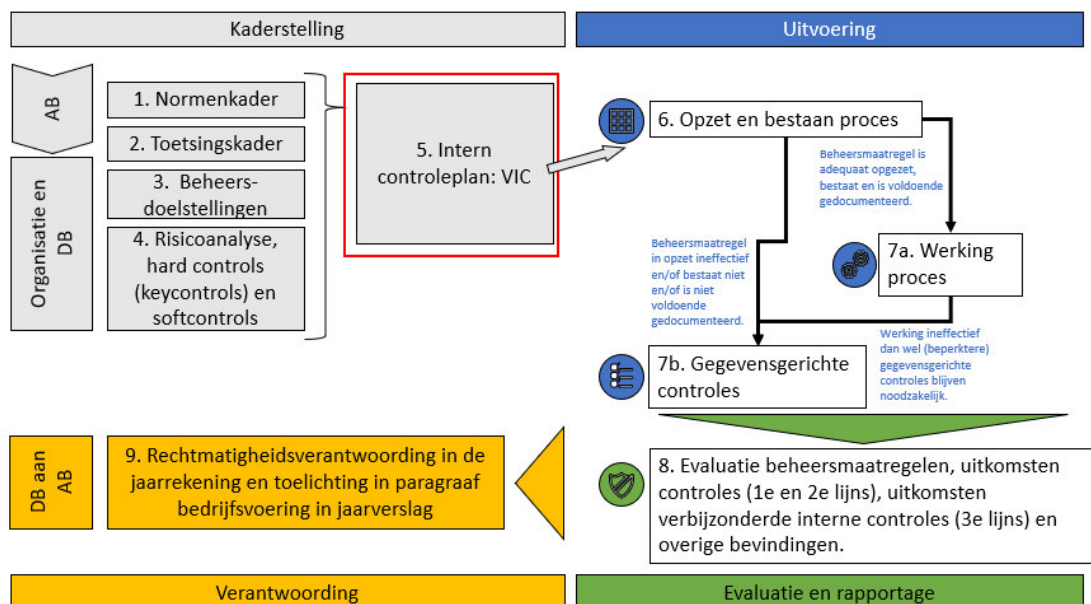 Kaderstelling
Uitvoering
AB
1. Normenkader
2. Toetsingskader
Organisatie en
DB
3. Beheers-
doelstellingen
4. Risicoanalyse,
hard controls
(keycontrols) en
softcontrols
5. Intern
controleplan: VIC
6. Opzet en bestaan proces
Beheersmaatregel is
adequaat opgezet,
bestaat en is voldoende
gedocumenteerd.
Beheersmaatregel
in opzet ineffectief
en/of bestaat niet
en/of is niet
voldoende
gedocumenteerd.
7a. Werking
proces
Werking ineffectief
dan wel (beperktere)
gegevensgerichte
controles blijven
noodzakelijk.
7b. Gegevensgerichte
controles
8. Evaluatie beheersmaatregelen, uitkomsten
controles (1e en 2e lijns), uitkomsten
verbijzonderde interne controles (3e lijns) en
overige bevindingen.
DB aan
AB
9. Rechtmatigheidsverantwoording in de
jaarrekening en toelichting in paragraaf
bedrijfsvoering in jaarverslag
Verantwoording
Evaluatie en rapportage